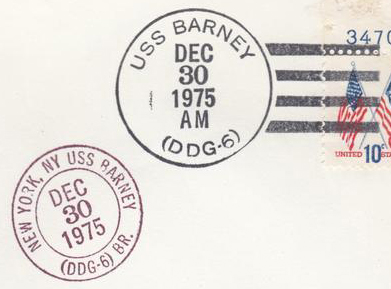 USS BARNEY
DEC
30
1975
AM
(DDG-6)
3470
UNITED ST
10c
NEW YORK, NY USS BARNEY
DEC
30
1975
(DDG-6) BR.